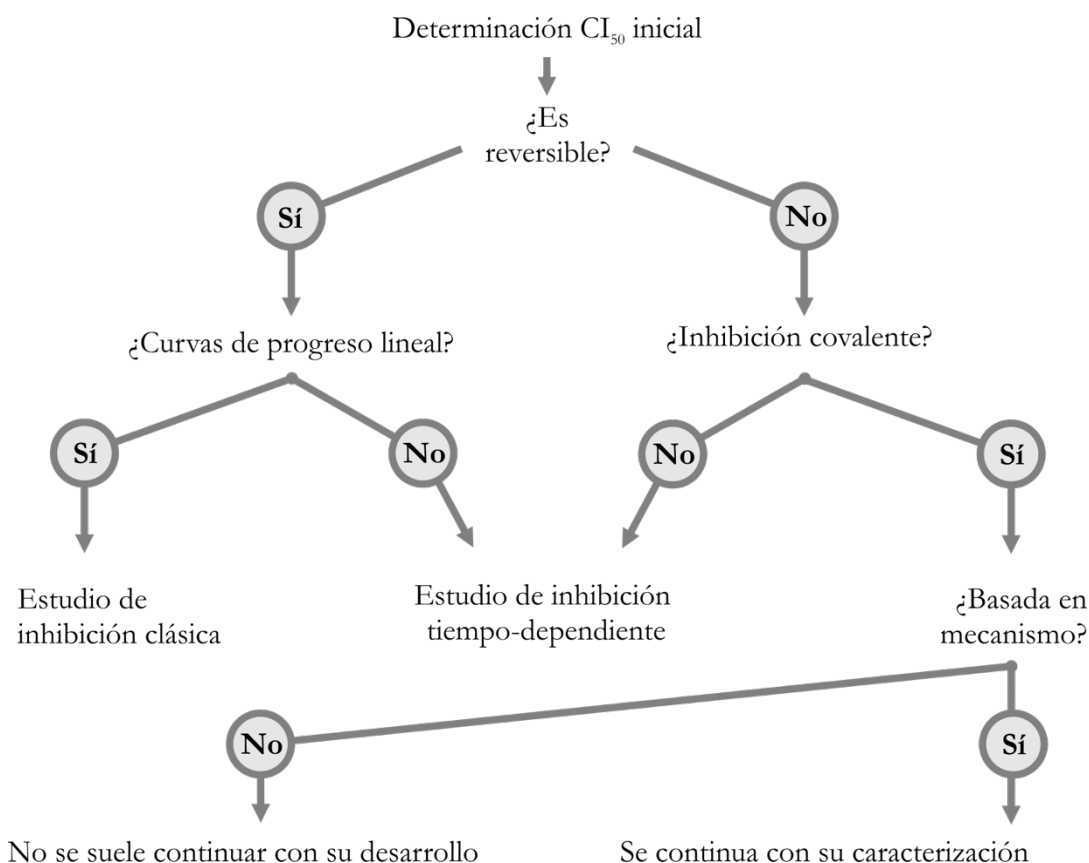 Determinación CI₅₀ inicial
¿Es
reversible?
Sí
No
¿Curvas de progreso lineal?
¿Inhibición covalente?
Sí
No
No
Sí
Estudio de
inhibición clásica
Estudio de inhibición
tiempo-dependiente
¿Basada en
mecanismo?
No
Sí
No se suele continuar con su desarrollo
Se continua con su caracterización